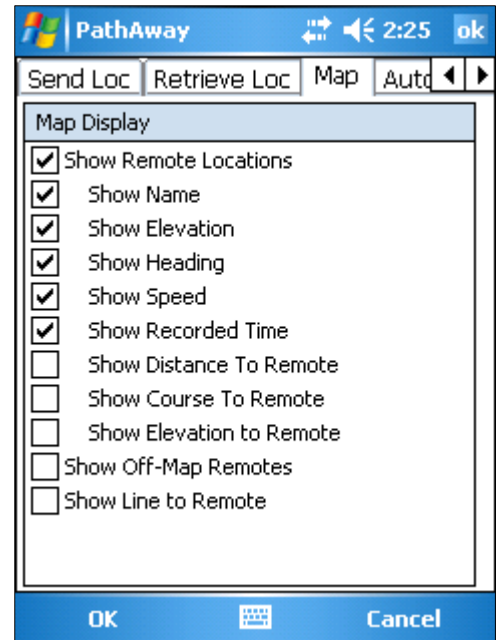 PathAway 2:25 ok
Send Loc Retrieve Loc Map Auto
Map Display
Show Remote Locations
Show Name
Show Elevation
Show Heading
Show Speed
Show Recorded Time
Show Distance To Remote
Show Course To Remote
Show Elevation to Remote
Show Off-Map Remotes
Show Line to Remote
OK Cancel